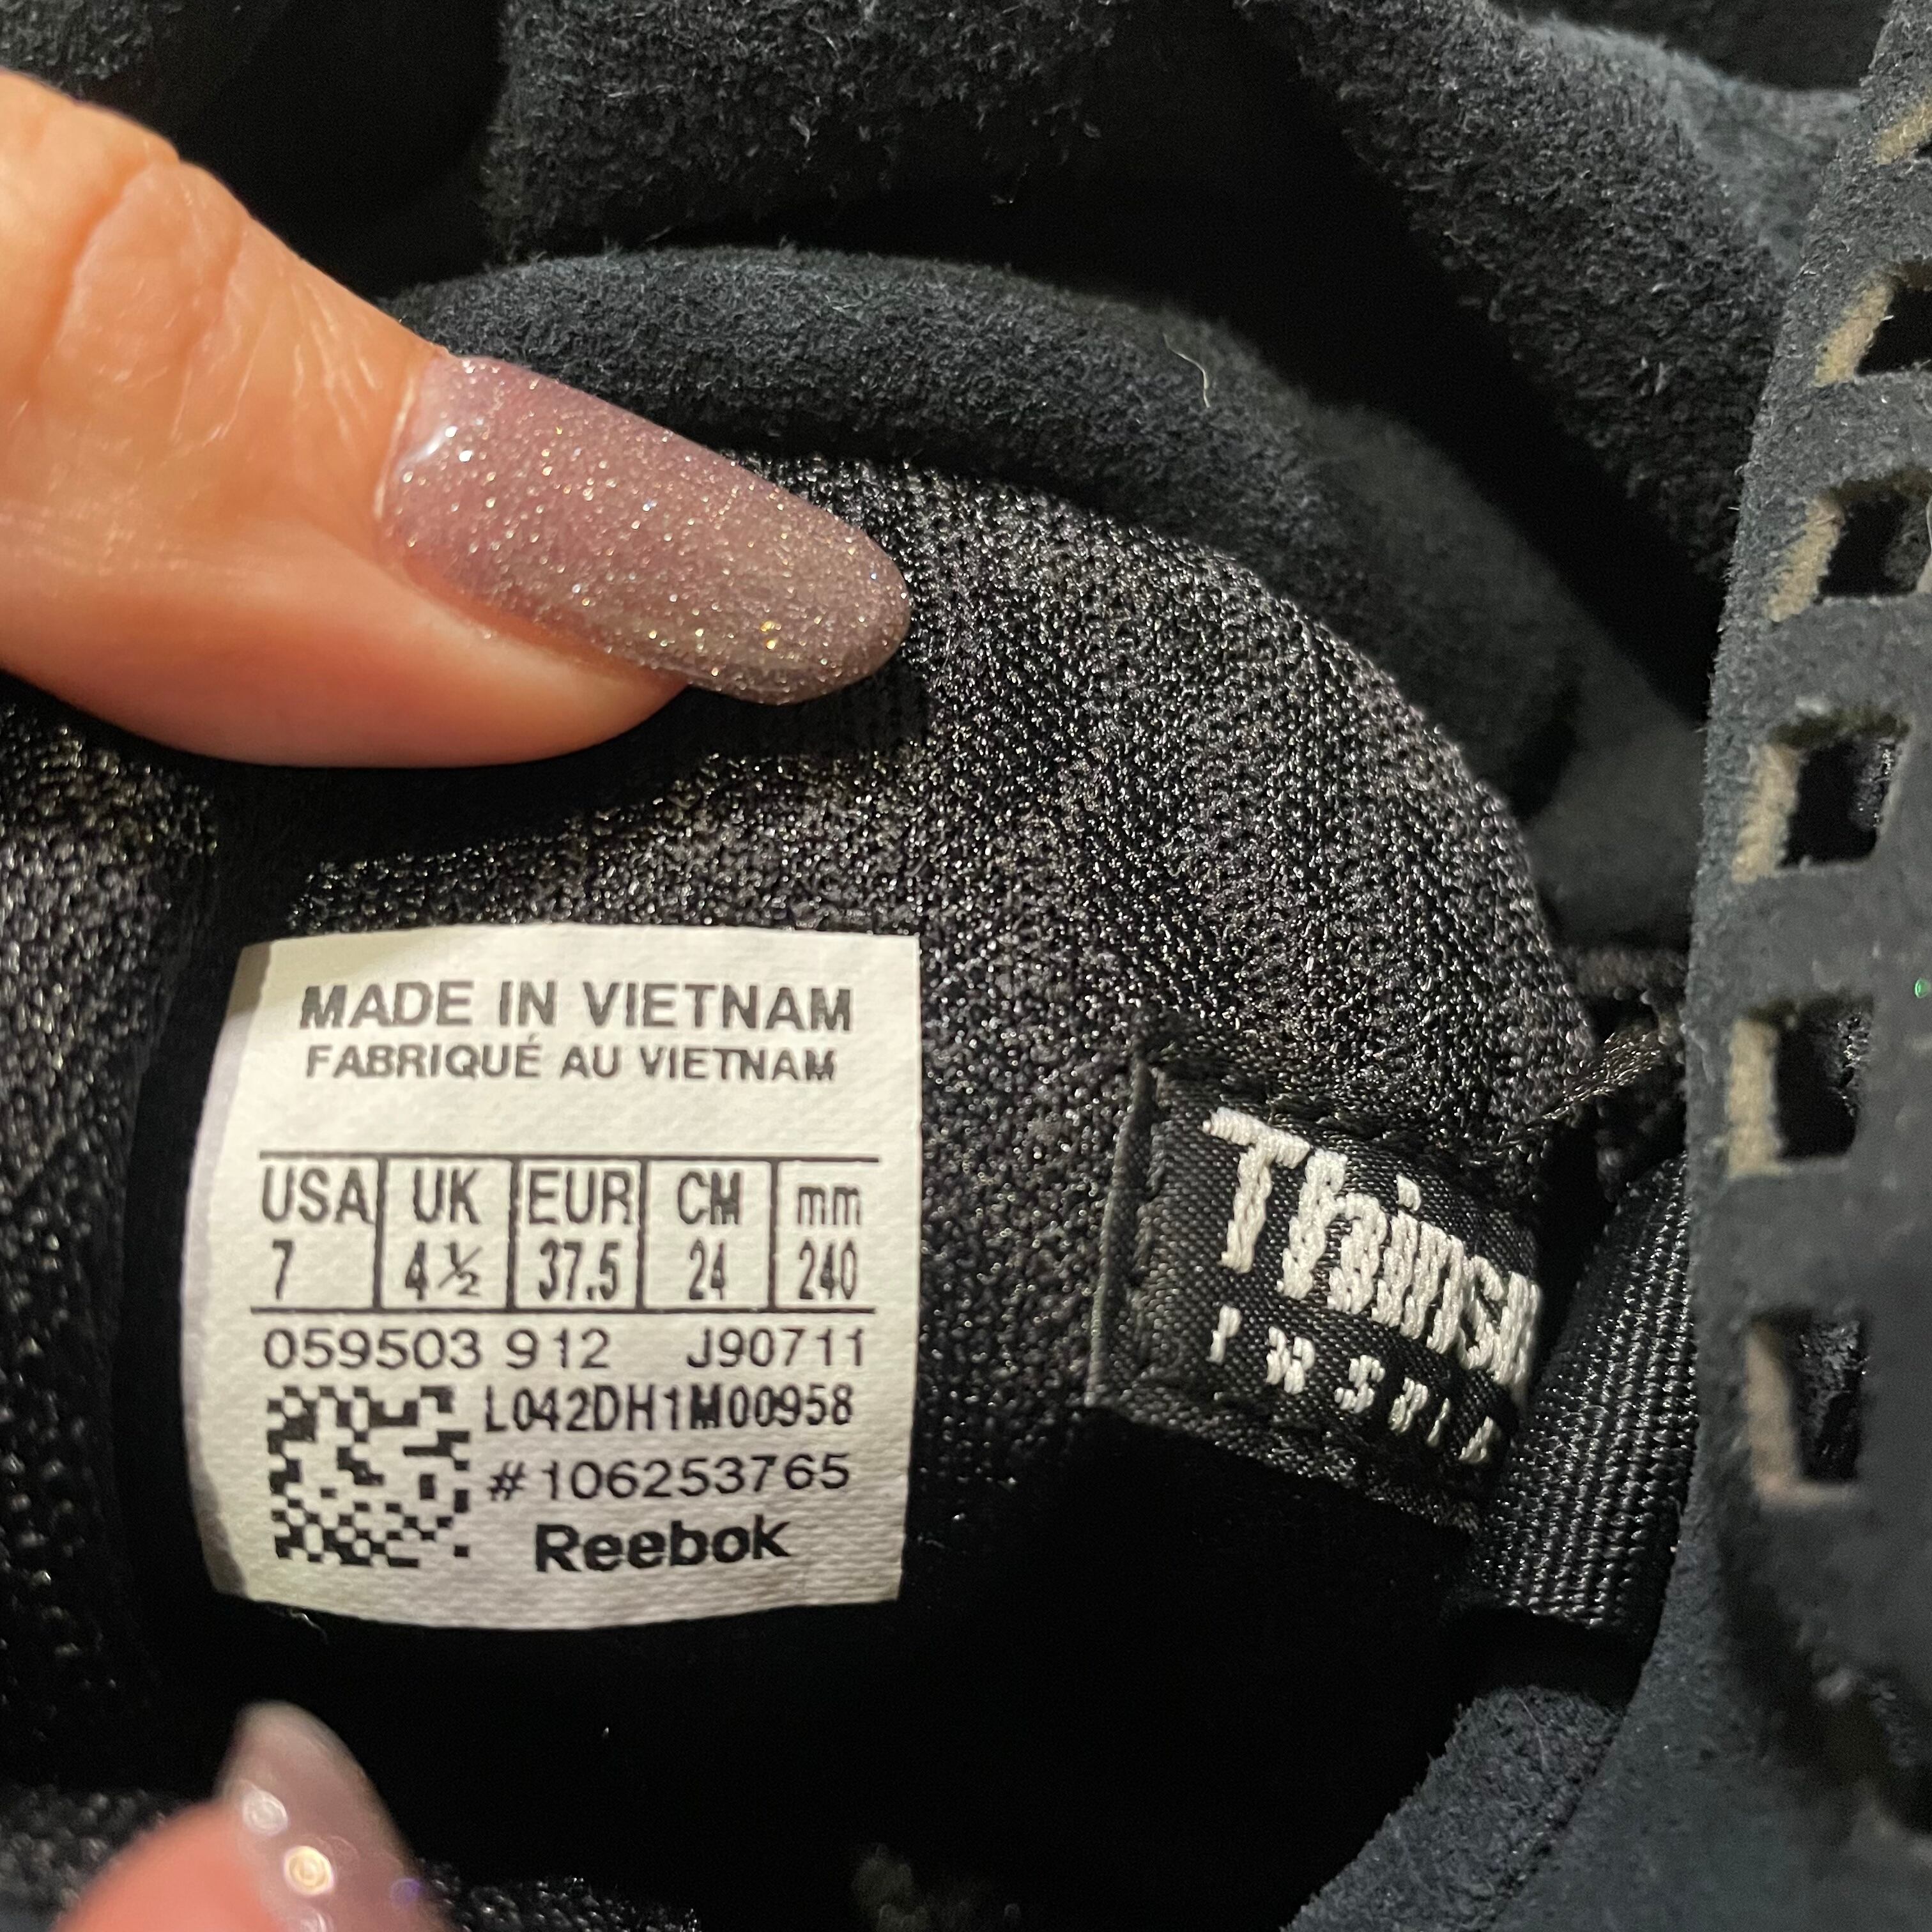 MADE IN VIETNAM
FABRIQUÉ AU VIETNAM
USA UK EUR CM mm
7 4½ 37.5 24 240
059503 912 J90711
L042DH1M00958
#106253765
Reebok